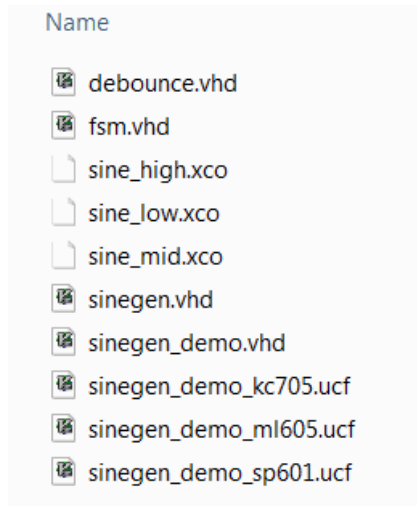 Name
debounce.vhd
fsm.vhd
sine_high.xco
sine_low.xco
sine_mid.xco
sinegen.vhd
sinegen_demo.vhd
sinegen_demo_kc705.ucf
sinegen_demo_ml605.ucf
sinegen_demo_sp601.ucf